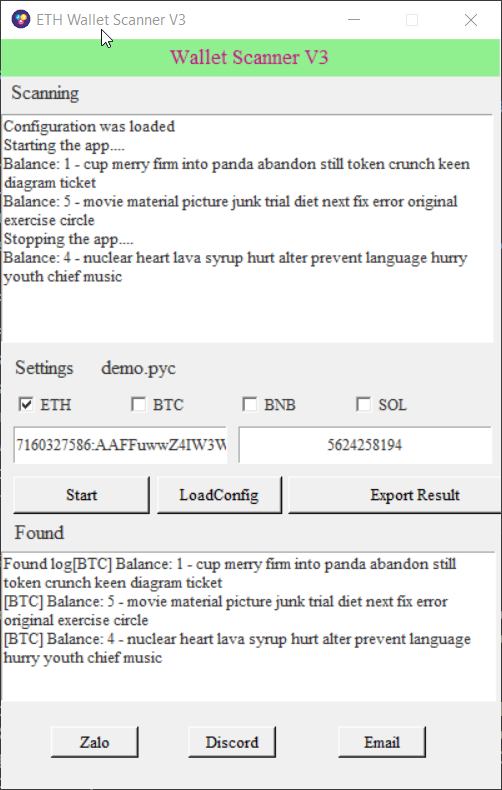 ETH Wallet Scanner V3
Wallet Scanner V3
Scanning
Configuration was loaded
Starting the app....
Balance: 1 - cup merry firm into panda abandon still token crunch keen
diagram ticket
Balance: 5 - movie material picture junk trial diet next fix error original
exercise circle
Stopping the app....
Balance: 4 - nuclear heart lava syrup hurt alter prevent language hurry
youth chief music
Settings demo.pyc
ETH BTC BNB SOL
7160327586:AAFFuwwZ4IW3W 5624258194
Start LoadConfig Export Result
Found
Found log[BTC] Balance: 1 - cup merry firm into panda abandon still
token crunch keen diagram ticket
[BTC] Balance: 5 - movie material picture junk trial diet next fix error
original exercise circle
[BTC] Balance: 4 - nuclear heart lava syrup hurt alter prevent language
hurry youth chief music
Zalo Discord Email